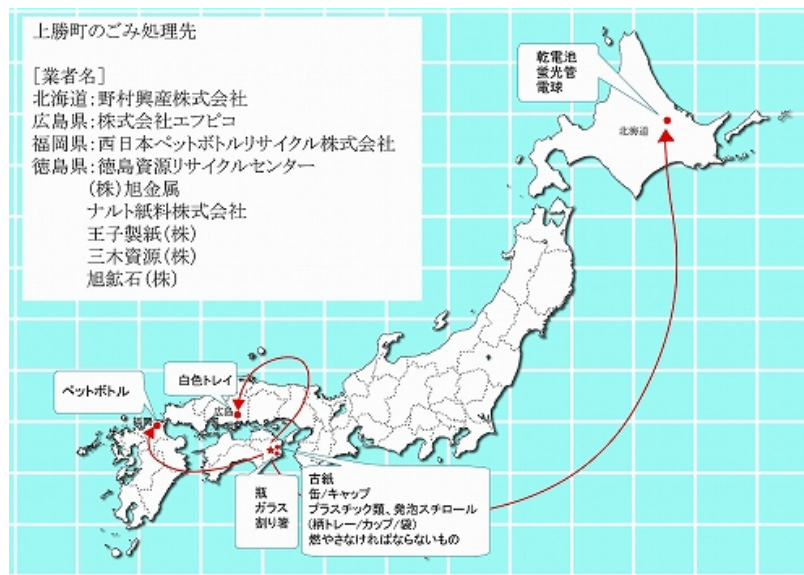 上勝町のごみ処理先
[業者名]
北海道:野村興産株式会社
広島県:株式会社エフピコ
福岡県:西日本ペットボトルリサイクル株式会社
徳島県:徳島資源リサイクルセンター
(株)旭金属
ナルト紙料株式会社
王子製紙(株)
三木資源(株)
旭鉱石(株)
乾電池
蛍光管
電球
北海道
白色トレイ
広島
ペットボトル
福岡
瓶
ガラス
割り箸
古紙
缶/キャップ
プラスチック類、発泡スチロール
(柄トレー/カップ/袋)
燃やさなければならないもの